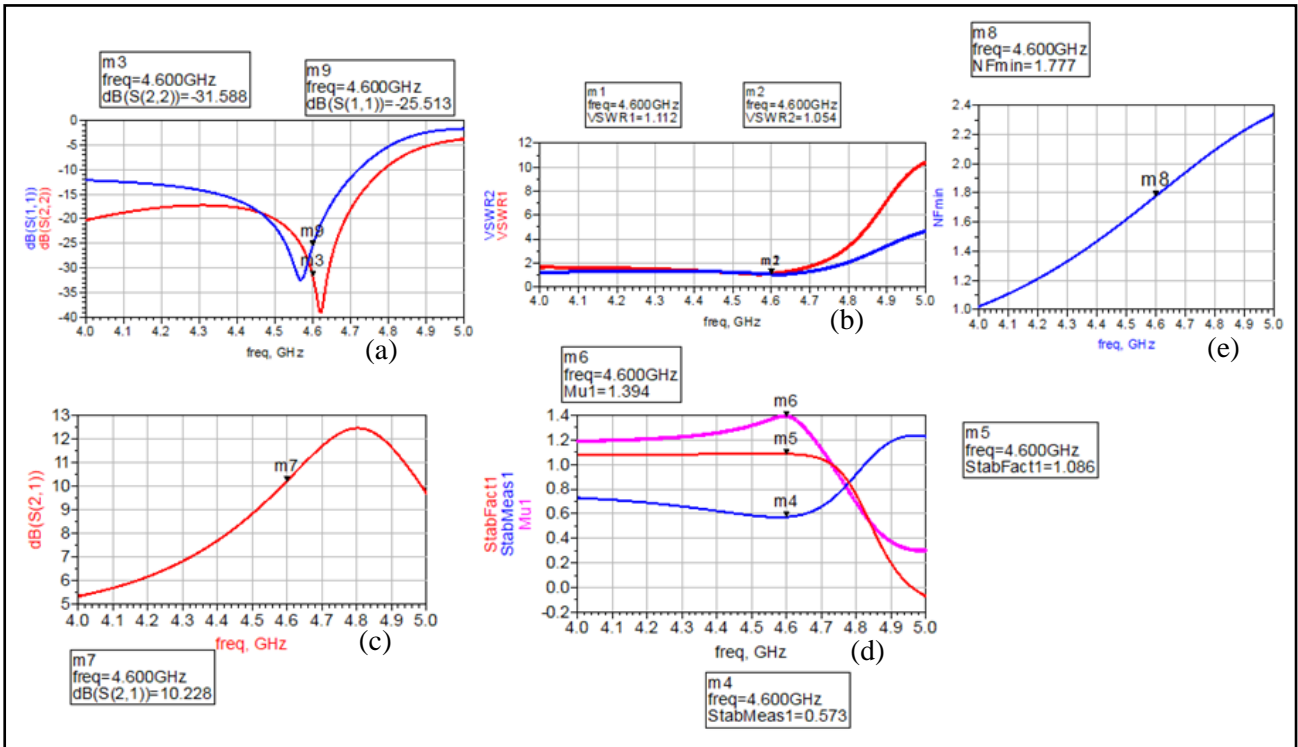 m3
freq=4.600GHz
dB(S(2,2))=-31.588
m9
freq=4.600GHz
dB(S(1,1))=-25.513
0
-5
-10
-15
-20
-25
-30
-35
-40
dB(S(1,1))
dB(S(2,2))
m9
m3
4.0 4.1 4.2 4.3 4.4 4.5 4.6 4.7 4.8 4.9 5.0
freq, GHz
(a)
m1
freq=4.600GHz
VSWR1=1.112
m2
freq=4.600GHz
VSWR2=1.054
12
10
8
6
4
2
0
VSWR2
VSWR1
m2
4.0 4.1 4.2 4.3 4.4 4.5 4.6 4.7 4.8 4.9 5.0
freq, GHz
(b)
m8
freq=4.600GHz
NFmin=1.777
2.4
2.2
2.0
1.8
1.6
1.4
1.2
1.0
NFmin
m8
4.0 4.1 4.2 4.3 4.4 4.5 4.6 4.7 4.8 4.9 5.0
freq, GHz
(e)
13
12
11
10
9
8
7
6
5
dB(S(2,1))
m7
4.0 4.1 4.2 4.3 4.4 4.5 4.6 4.7 4.8 4.9 5.0
freq, GHz
(c)
m7
freq=4.600GHz
dB(S(2,1))=10.228
m6
freq=4.600GHz
Mu1=1.394
1.4
1.2
1.0
0.8
0.6
0.4
0.2
0.0
-0.2
StabFact1
StabMeas1
Mu1
m6
m5
m4
4.0 4.1 4.2 4.3 4.4 4.5 4.6 4.7 4.8 4.9 5.0
freq, GHz
(d)
m5
freq=4.600GHz
StabFact1=1.086
m4
freq=4.600GHz
StabMeas1=0.573